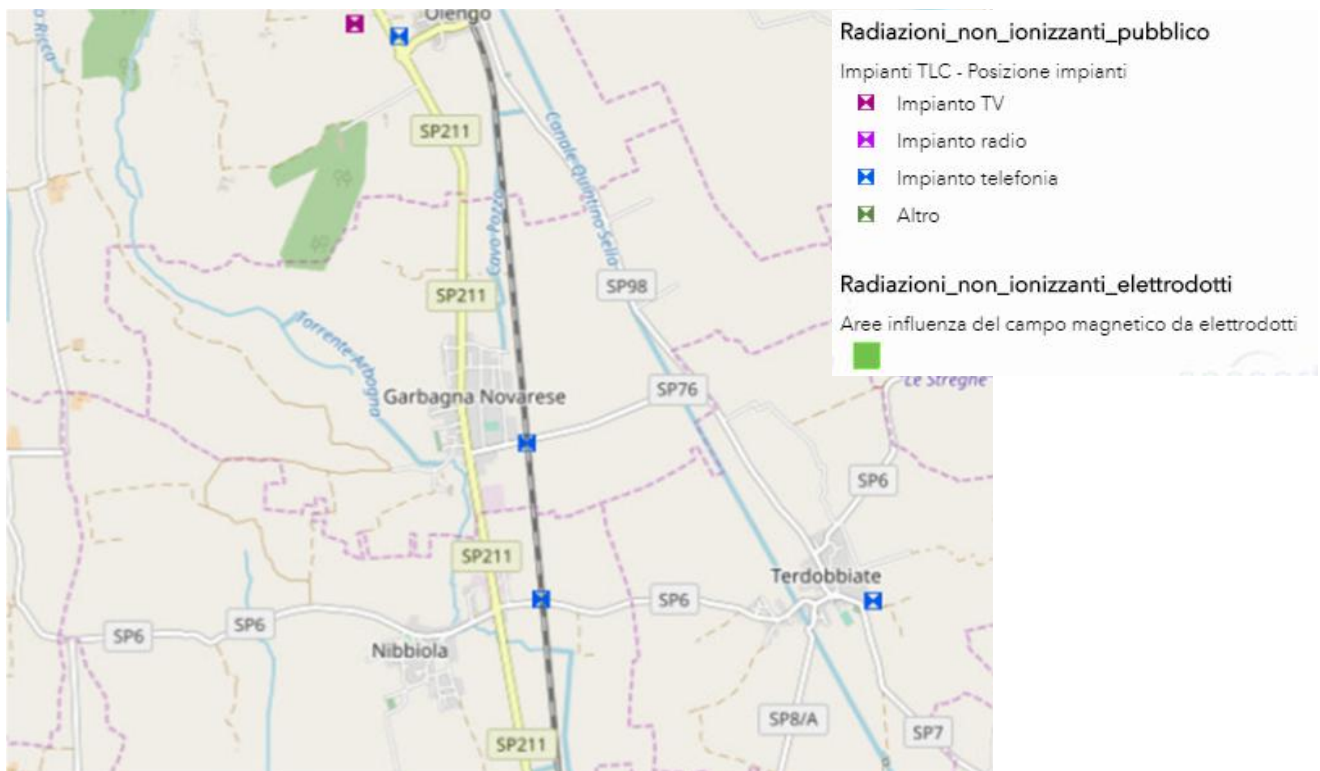 Olengo
SP211
Canale Quintino Sella
Cavo Pozzo
SP211
SP98
Torrente Arbogna
Garbagna Novarese
SP76
Le Streghe
SP6
SP211
Terdobbiate
SP6
SP6
SP6
Nibbiola
SP8/A
SP7
SP211
Radiazioni_non_ionizzanti_pubblico
Impianti TLC - Posizione impianti
Impianto TV
Impianto radio
Impianto telefonia
Altro
Radiazioni_non_ionizzanti_elettrodotti
Aree influenza del campo magnetico da elettrodotti